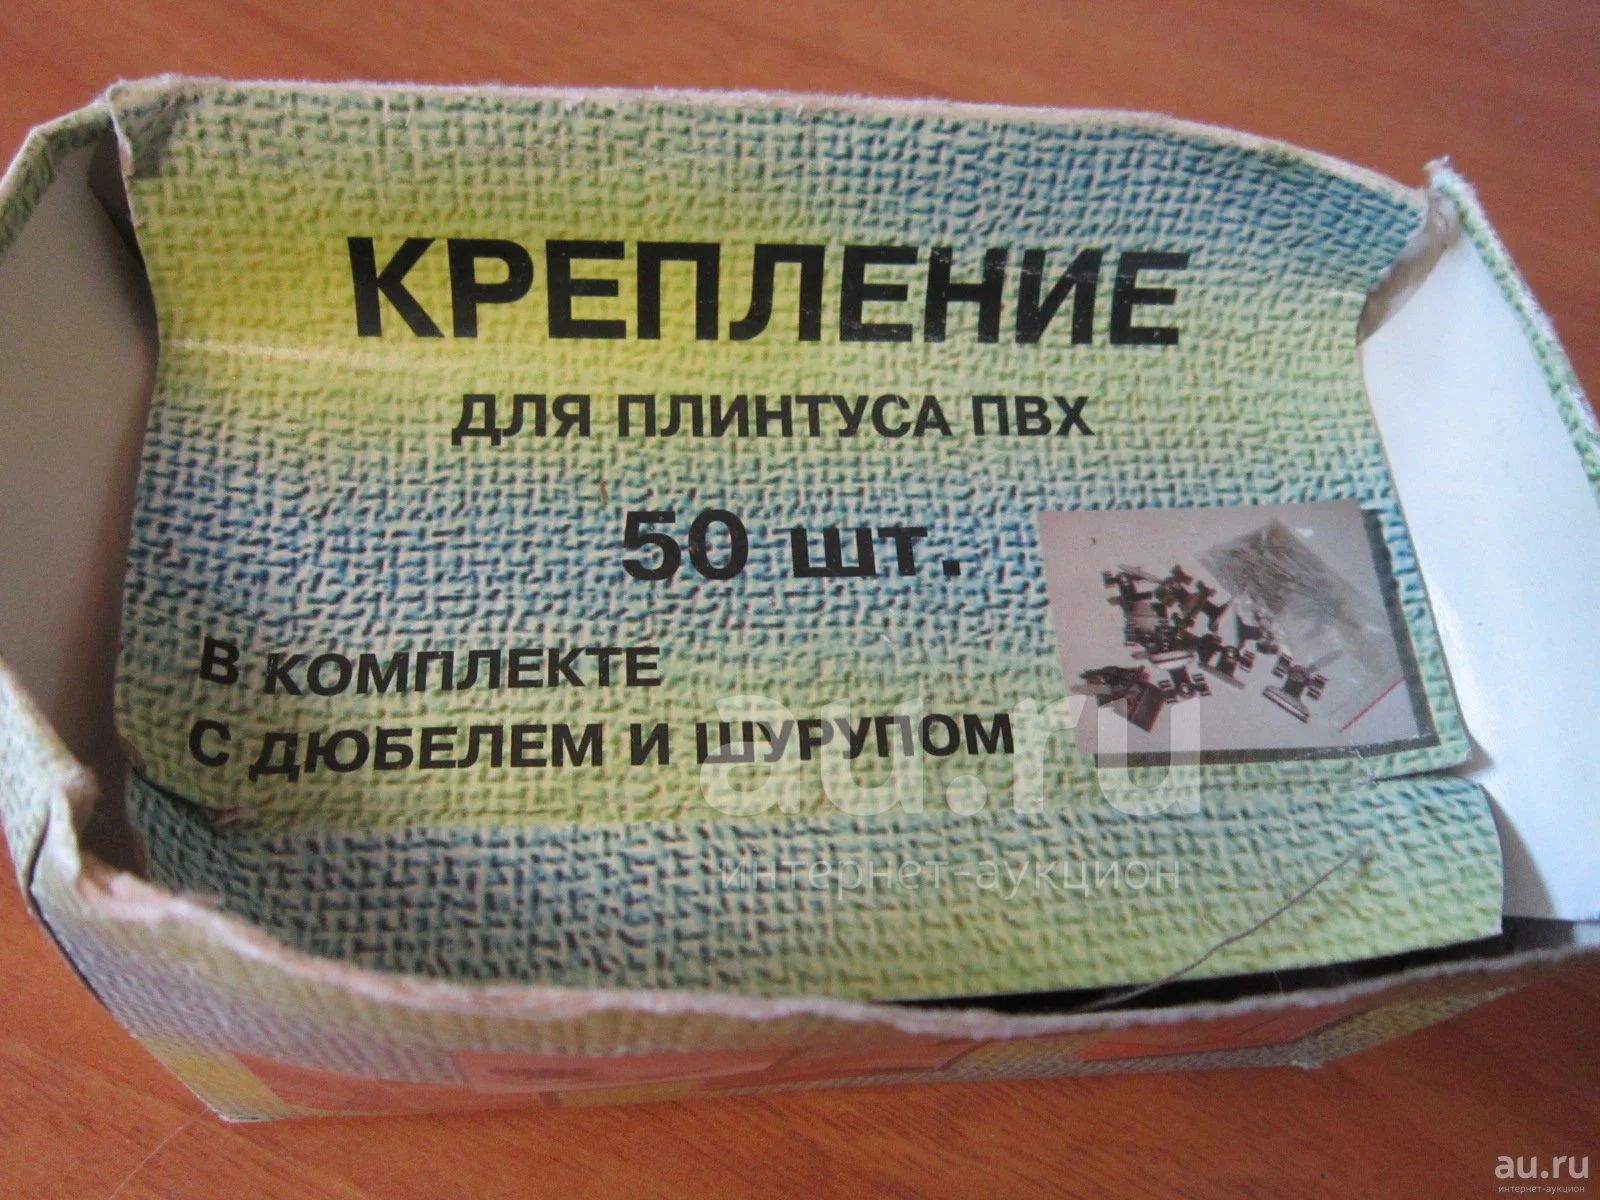 КРЕПЛЕНИЕ
ДЛЯ ПЛИНТУСА ПВХ
50 шт.
В КОМПЛЕКТЕ
С ДЮБЕЛЕМ И ШУРУПОМ
au.ru
интернет-аукцион
au.ru
интернет-аукцион